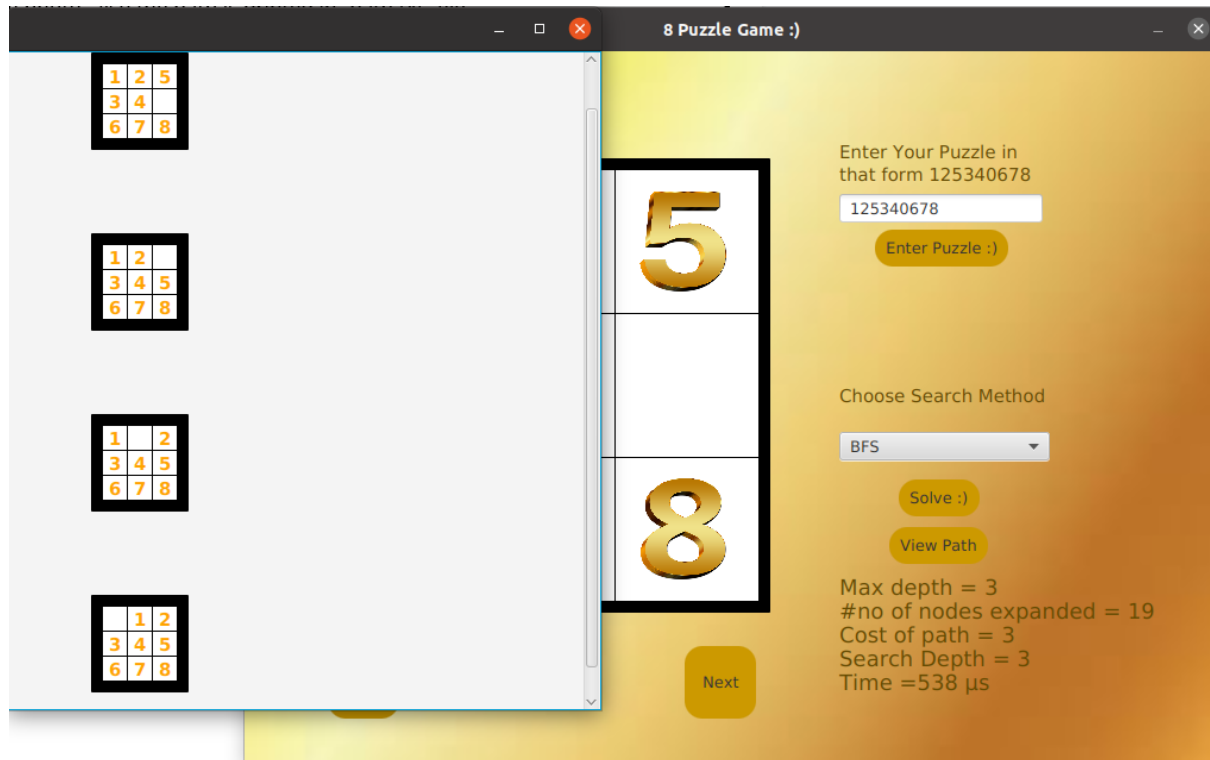 8 Puzzle Game :)
1 2 5
3 4
6 7 8
1 2
3 4 5
6 7 8
1 2
3 4 5
6 7 8
1 2
3 4 5
6 7 8
5
8
Next
Enter Your Puzzle in
that form 125340678
125340678
Enter Puzzle :)
Choose Search Method
BFS
Solve :)
View Path
Max depth = 3
#no of nodes expanded = 19
Cost of path = 3
Search Depth = 3
Time =538 µs